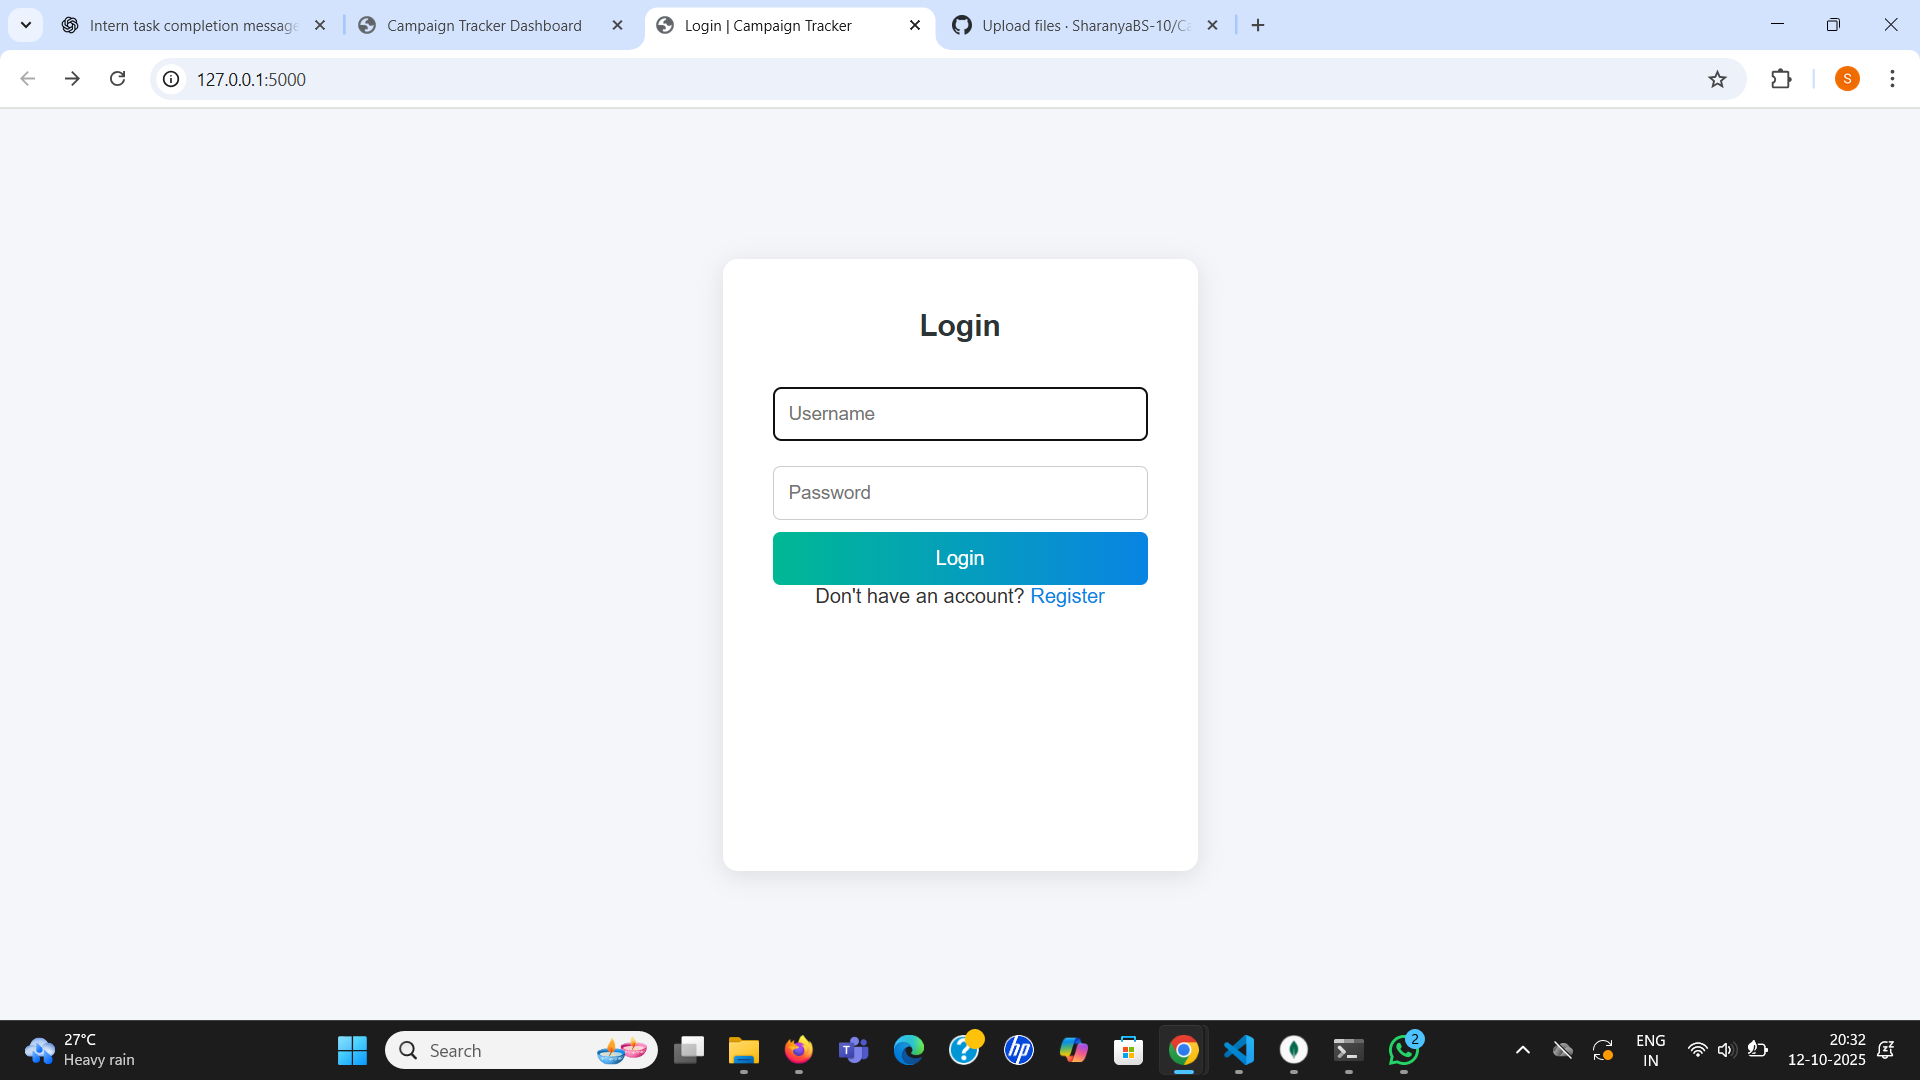 Intern task completion message
Campaign Tracker Dashboard
Login | Campaign Tracker
Upload files · SharanyaBS-10/Ca
127.0.0.1:5000
S
Login
Username
Password
Login
Don't have an account? Register
27°C
Heavy rain
Search
T
?
hp
2
ENG
IN
20:32
12-10-2025